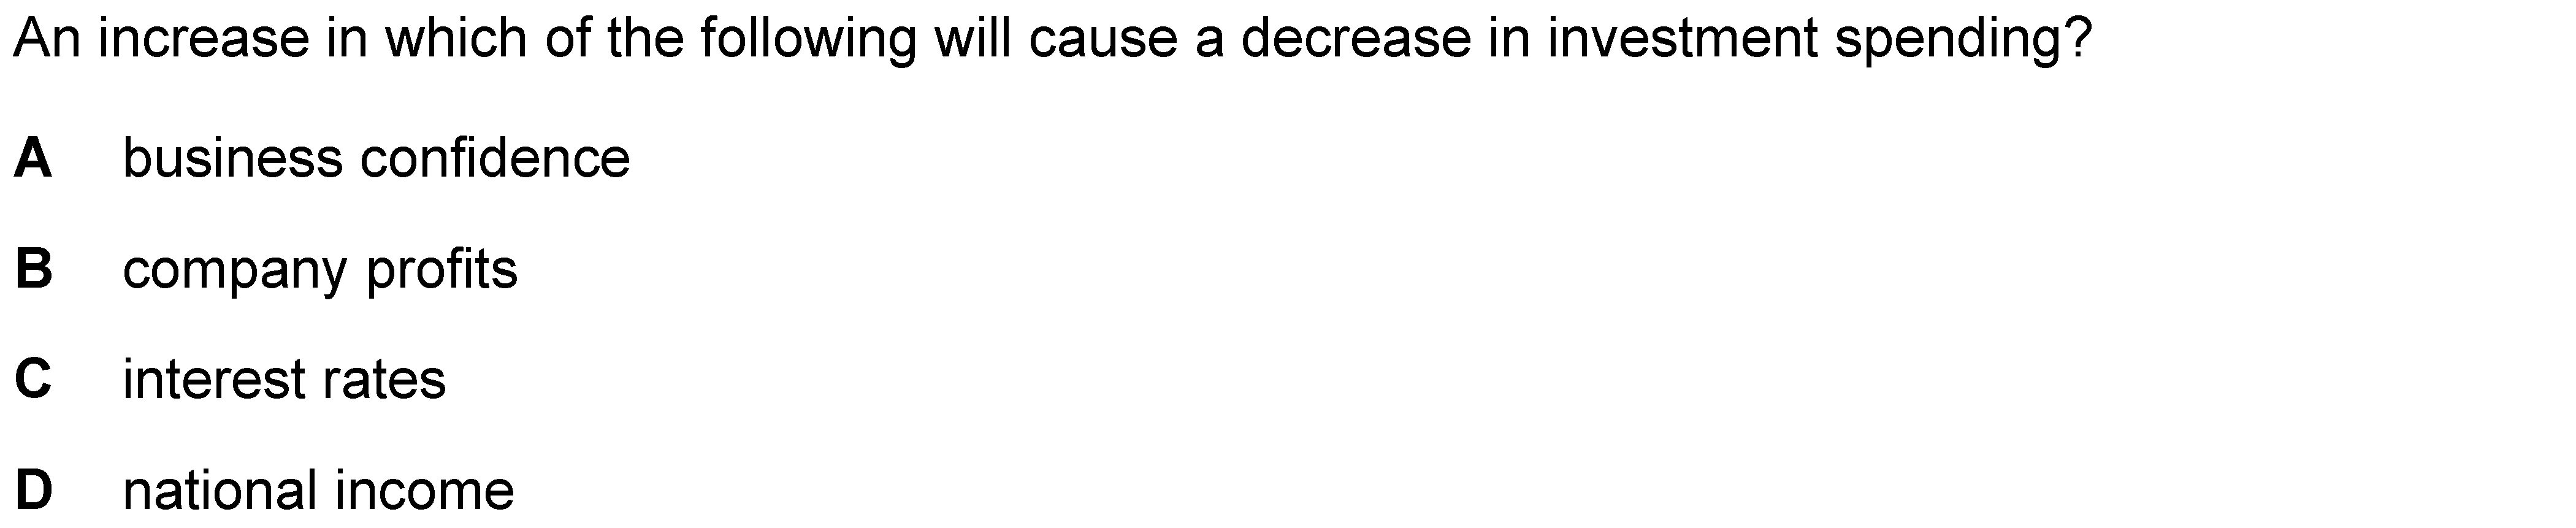 An increase in which of the following will cause a decrease in investment spending?
A business confidence
B company profits
C interest rates
D national income